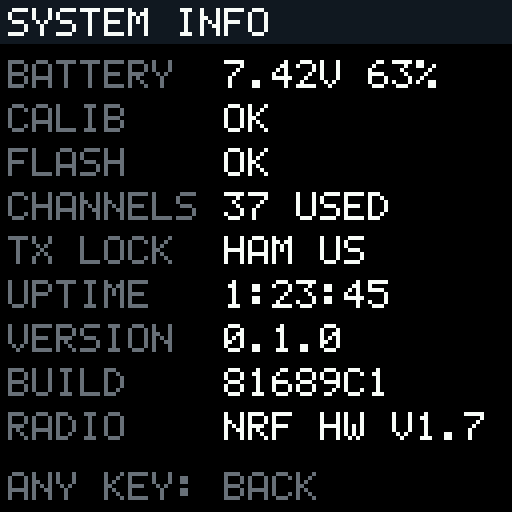 SYSTEM INFO
BATTERY 7.42V 63%
CALIB OK
FLASH OK
CHANNELS 37 USED
TX LOCK HAM US
UPTIME 1:23:45
VERSION 0.1.0
BUILD 81689C1
RADIO NRF HW V1.7
ANY KEY: BACK